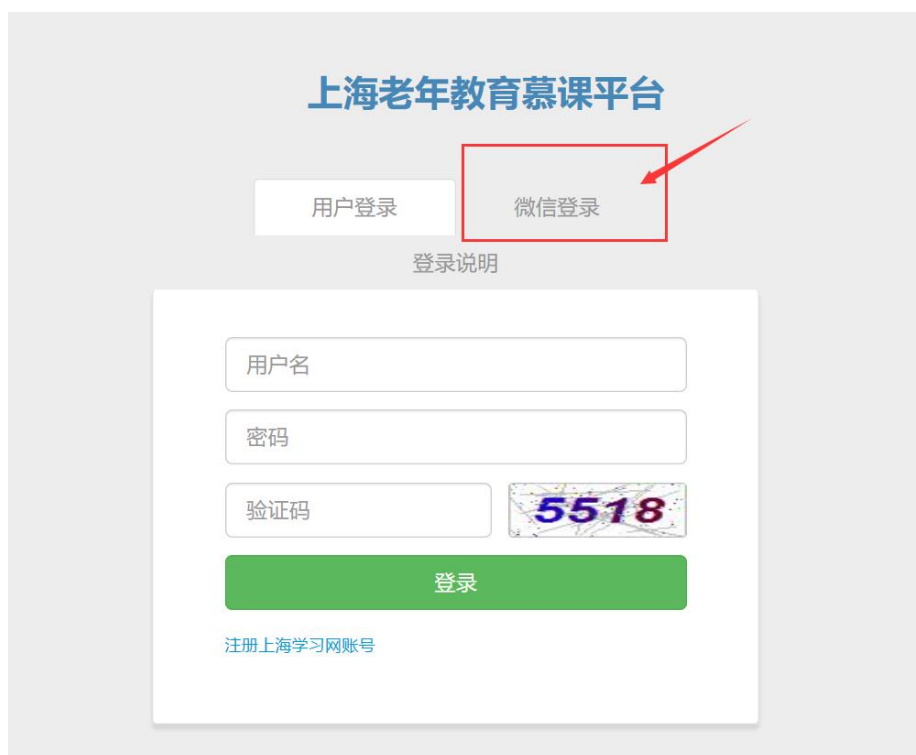 上海老年教育慕课平台
用户登录 微信登录
登录说明
用户名
密码
验证码 5518
登录
注册上海学习网账号